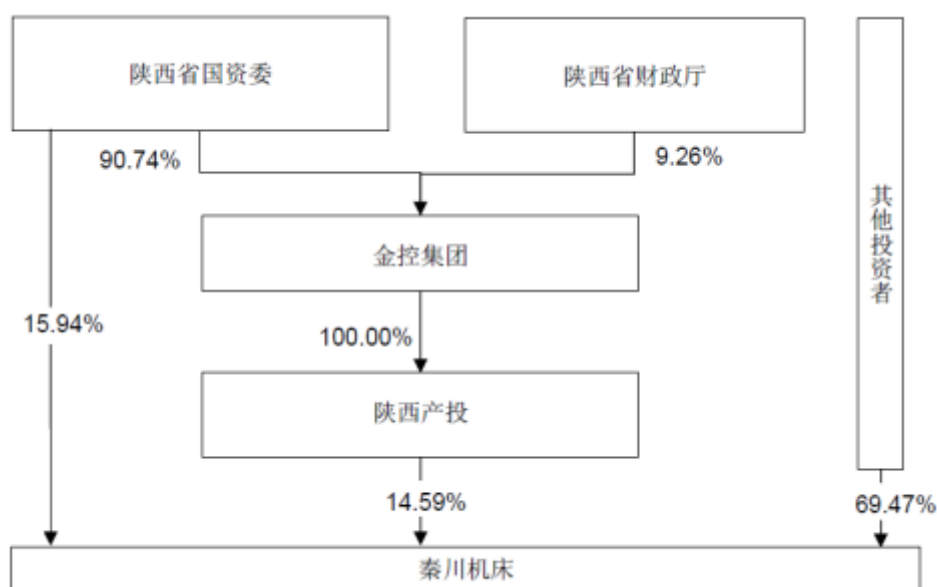 陕西省国资委
陕西省财政厅
90.74%
9.26%
其他投资者
金控集团
15.94%
100.00%
陕西产投
14.59%
69.47%
秦川机床